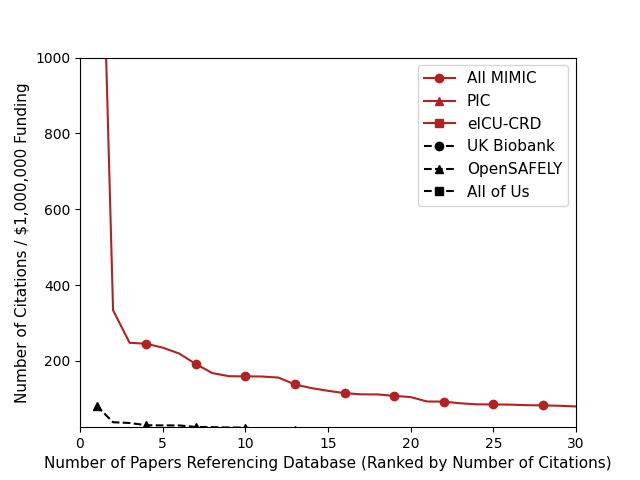 1000
800
600
400
200
0
5
10
15
20
25
30
Number of Citations / $1,000,000 Funding
Number of Papers Referencing Database (Ranked by Number of Citations)
All MIMIC
PIC
eICU-CRD
UK Biobank
OpenSAFELY
All of Us